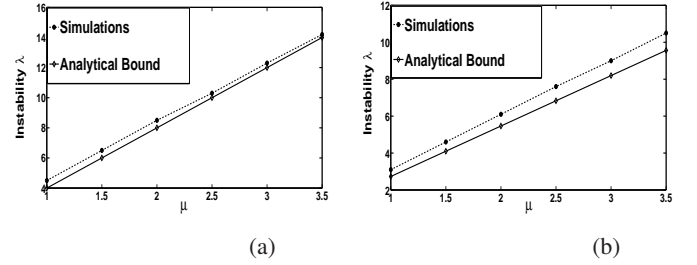 16
14
12
10
8
6
4
Instability λ
Simulations
Analytical Bound
1 1.5 2 2.5 3 3.5
μ
(a)
12
10
8
6
4
2
Instability λ
Simulations
Analytical Bound
1 1.5 2 2.5 3 3.5
μ
(b)